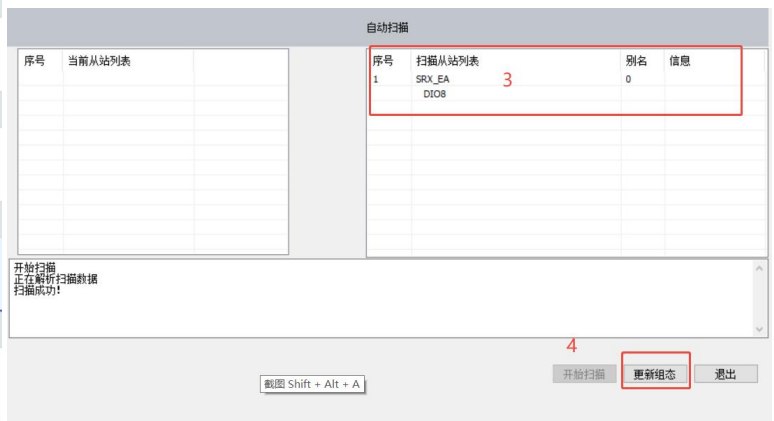 自动扫描
序号 当前从站列表
序号 扫描从站列表 别名 信息
1 SRX_EA 3 0
DIO8
开始扫描
正在解析扫描数据
扫描成功!
4
开始扫描 更新组态 退出
截图 Shift + Alt + A